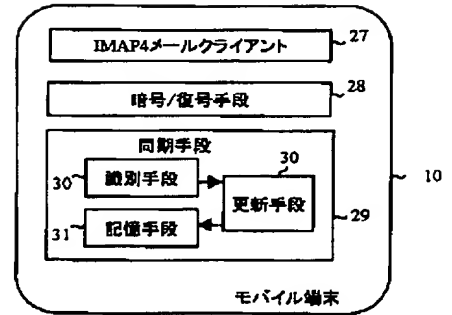 IMAP4メールクライアント 27
暗号/復号手段 28
同期手段
30 識別手段 30
更新手段 10
31 記憶手段 29
モバイル端末